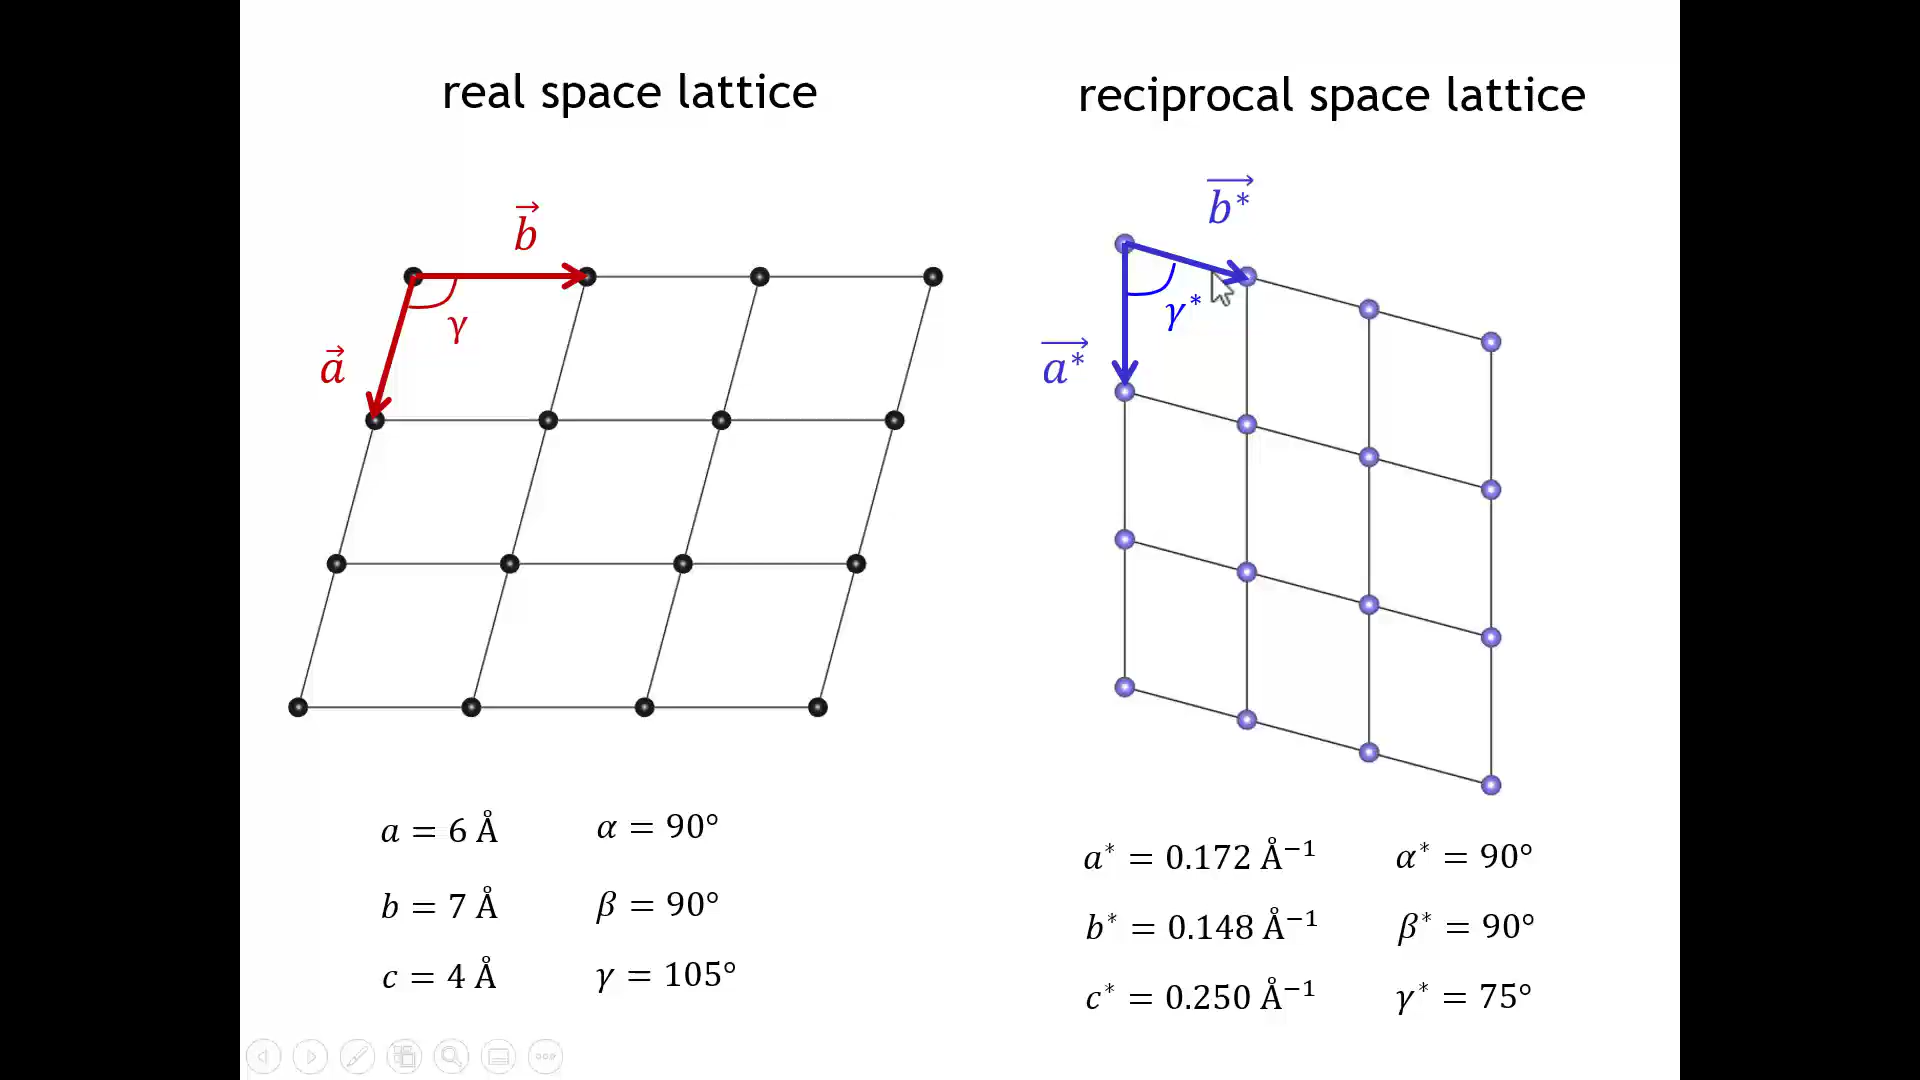 real space lattice
reciprocal space lattice
b⃗
γ
a⃗
b*⃗
γ*
a*⃗
a = 6 Å
α = 90°
b = 7 Å
β = 90°
c = 4 Å
γ = 105°
a* = 0.172 Å⁻¹
α* = 90°
b* = 0.148 Å⁻¹
β* = 90°
c* = 0.250 Å⁻¹
γ* = 75°